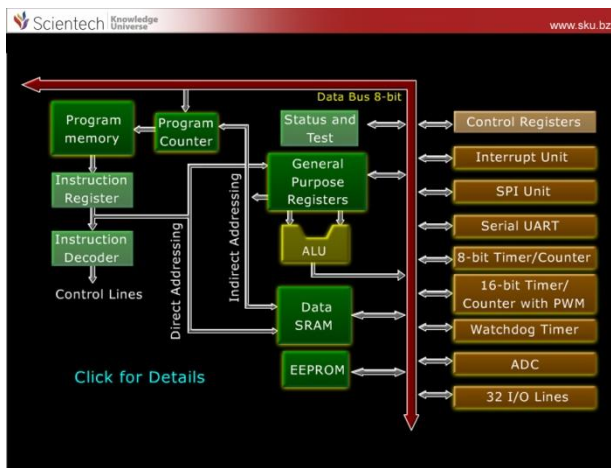 Scientech Knowledge
Universe
www.sku.bz
Data Bus 8-bit
Program
memory
Program
Counter
Status and
Test
Control Registers
Instruction
Register
General
Purpose
Registers
Interrupt Unit
SPI Unit
Instruction
Decoder
ALU
Serial UART
8-bit Timer/Counter
Control Lines
Direct Addressing
Indirect Addressing
Data
SRAM
16-bit Timer/
Counter with PWM
Watchdog Timer
Click for Details
EEPROM
ADC
32 I/O Lines